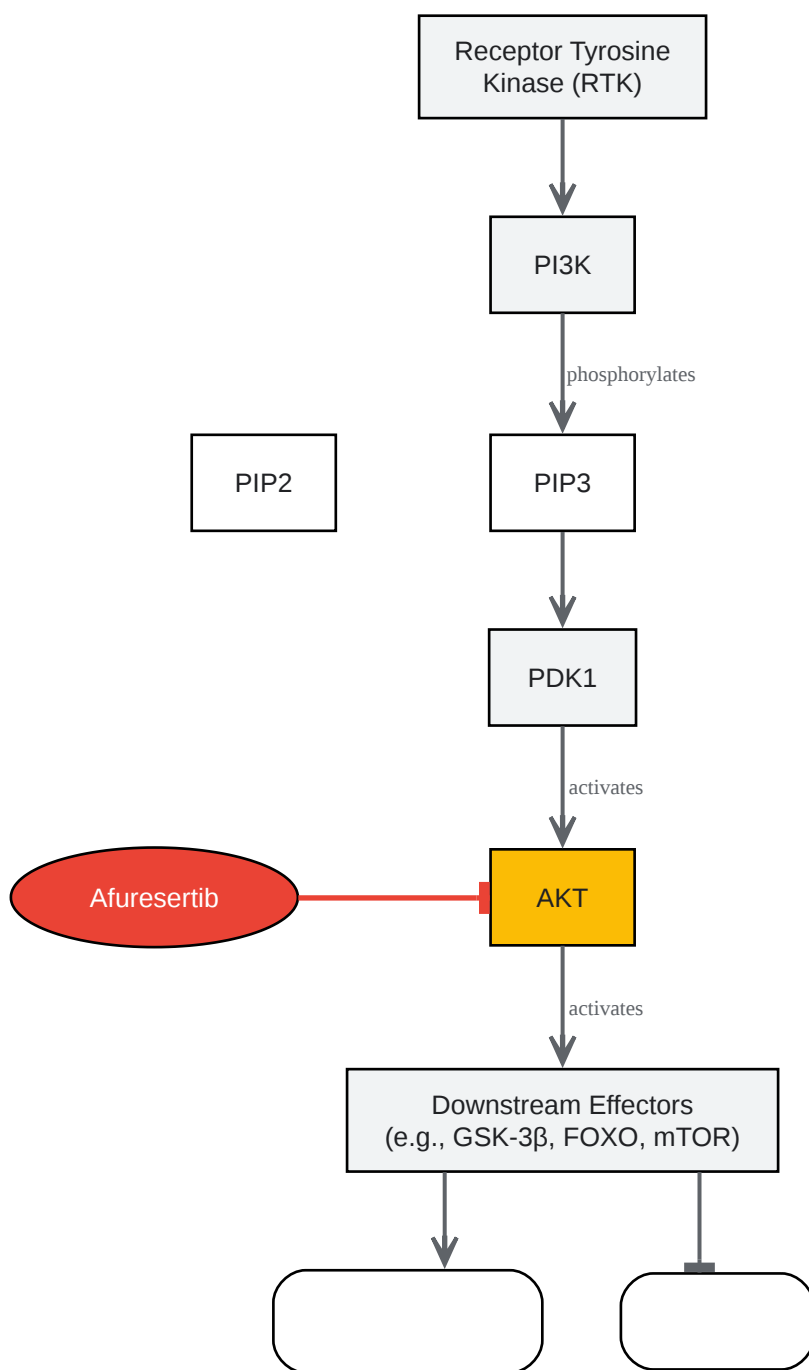 Receptor Tyrosine
Kinase (RTK)
PI3K
phosphorylates
PIP2
PIP3
PDK1
activates
Afuresertib
AKT
activates
Downstream Effectors
(e.g., GSK-3β, FOXO, mTOR)